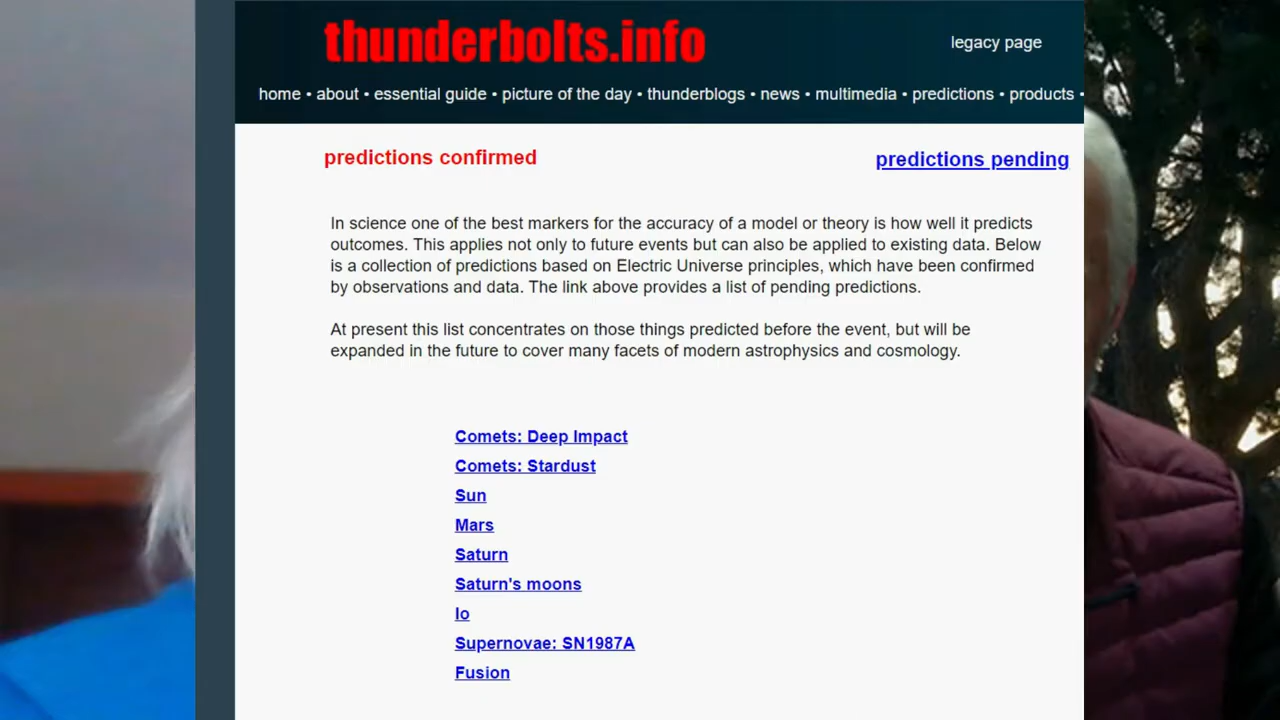 thunderbolts.info
legacy page
home • about • essential guide • picture of the day • thunderblogs • news • multimedia • predictions • products •
predictions confirmed
predictions pending
In science one of the best markers for the accuracy of a model or theory is how well it predicts
outcomes. This applies not only to future events but can also be applied to existing data. Below
is a collection of predictions based on Electric Universe principles, which have been confirmed
by observations and data. The link above provides a list of pending predictions.
At present this list concentrates on those things predicted before the event, but will be
expanded in the future to cover many facets of modern astrophysics and cosmology.
Comets: Deep Impact
Comets: Stardust
Sun
Mars
Saturn
Saturn's moons
Io
Supernovae: SN1987A
Fusion